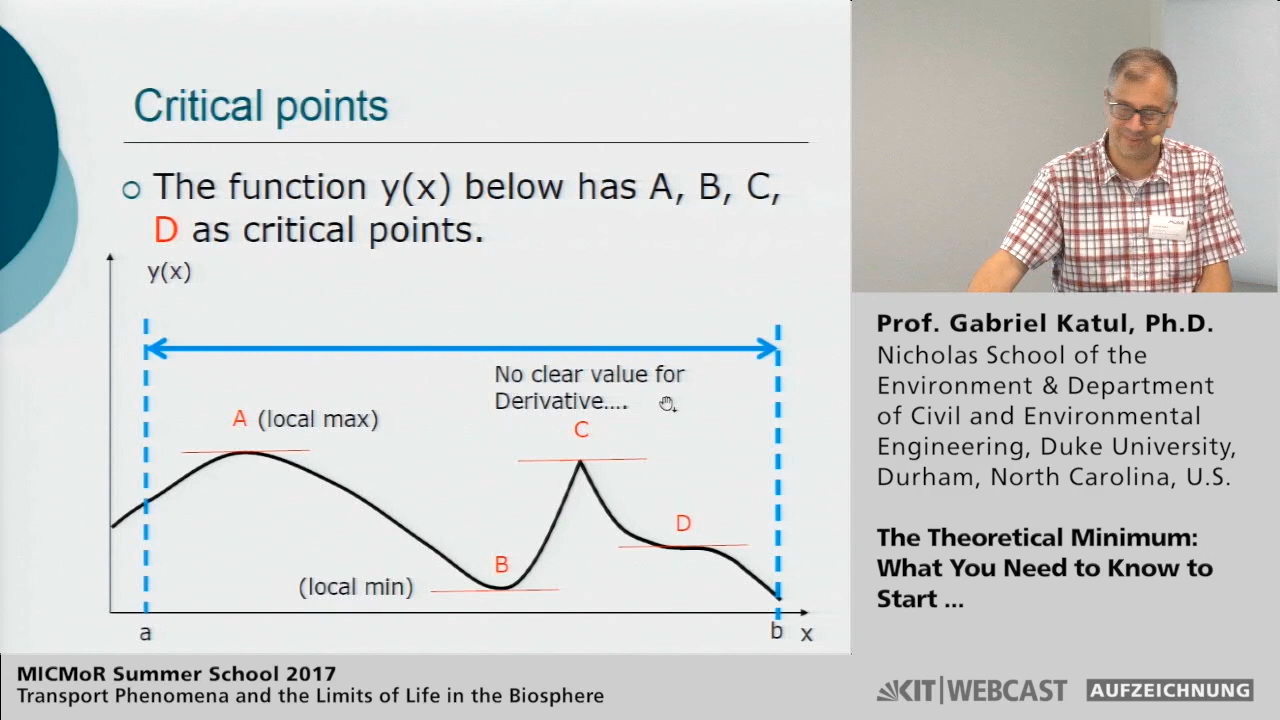 Critical points
The function y(x) below has A, B, C,
D as critical points.
y(x)
No clear value for
Derivative....
A (local max)
C
D
B
(local min)
a
b
x
Prof. Gabriel Katul, Ph.D.
Nicholas School of the
Environment & Department
of Civil and Environmental
Engineering, Duke University,
Durham, North Carolina, U.S.
The Theoretical Minimum:
What You Need to Know to
Start ...
MICMoR Summer School 2017
Transport Phenomena and the Limits of Life in the Biosphere
KIT|WEBCAST
AUFZEICHNUNG